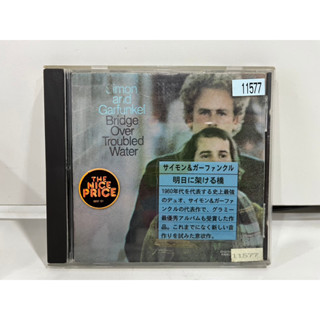 Simon
and
Garfunkel
Bridge
Over
Troubled
Water
11577
THE
NICE
PRICE
サイモン&ガーファンクル
明日に架ける橋
1960年代を代表する史上最強
のデュオ、サイモン&ガーファ
ンクルの代表作で、グラミー
最優秀アルバムも受賞した作
品。これまでになく新しい音
作りを試みた意欲作。
11577